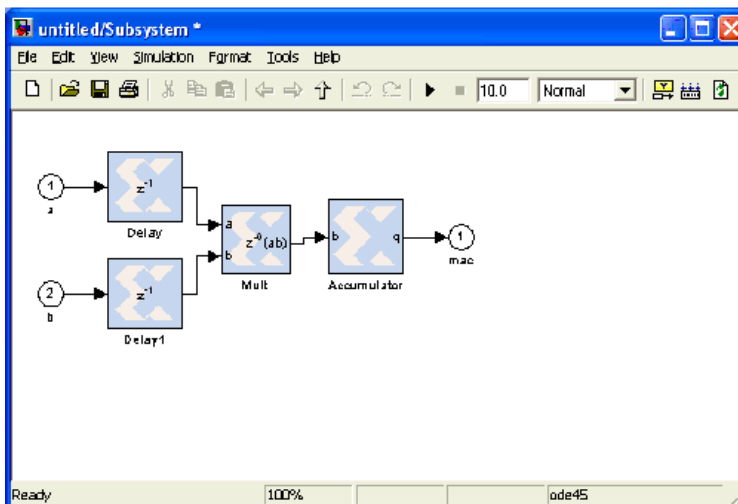 untitled/Subsystem *
File Edit View Simulation Format Tools Help
10.0 Normal
1
a
z⁻¹
Delay
2
b
z⁻¹
Delay1
a
b
z⁻⁰(ab)
Mult
b q
Accumulator
1
mac
Ready 100% ode45